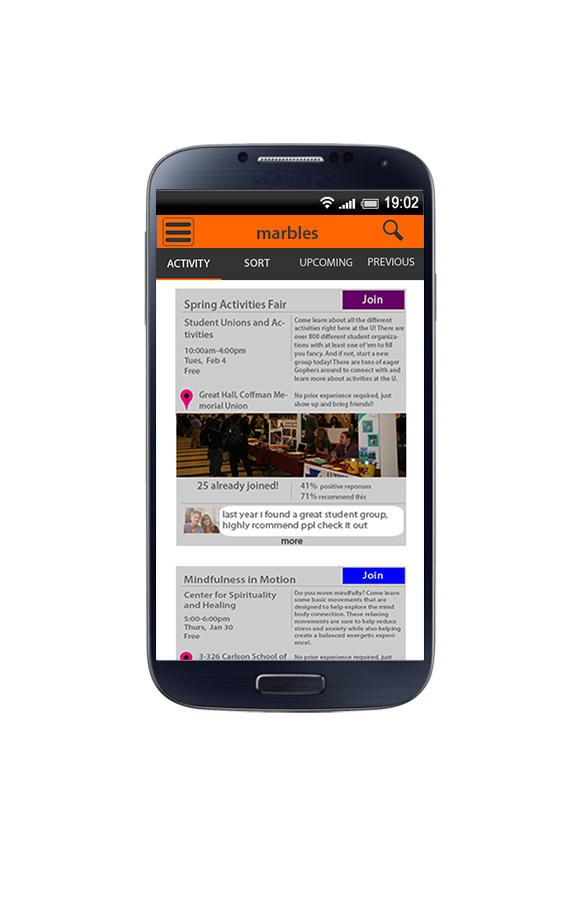 19:02
marbles
ACTIVITY SORT UPCOMING PREVIOUS
Spring Activities Fair
Join
Student Unions and Ac-
tivities
10:00am-4:00pm
Tues, Feb 4
Free
Great Hall, Coffman Me-
morial Union
Come learn about all the different
activities right here at the U! There are
over 800 different student organiza-
tions with at least one of 'em to fill
you fancy. And if not, start a new
group today! There are tons of eager
Gophers around to connect with and
learn more about activities at the U.
No prior experience required, just
show up and bring friends!!
25 already joined!
41% positive reponses
71% recommend this
last year i found a great student group,
highly rcommend ppl check it out
more
Mindfulness in Motion
Join
Center for Spirituality
and Healing
5:00-6:00pm
Thurs, Jan 30
Free
3-326 Carlson School of
Do you move mindfully? Come learn
some basic movements that are
designed to help explore the mind
body connection. These relaxing
movements are sure to help reduce
stress and anxiety while also helping
create a balanced energetic experi-
ence!.
No prior experience required, just